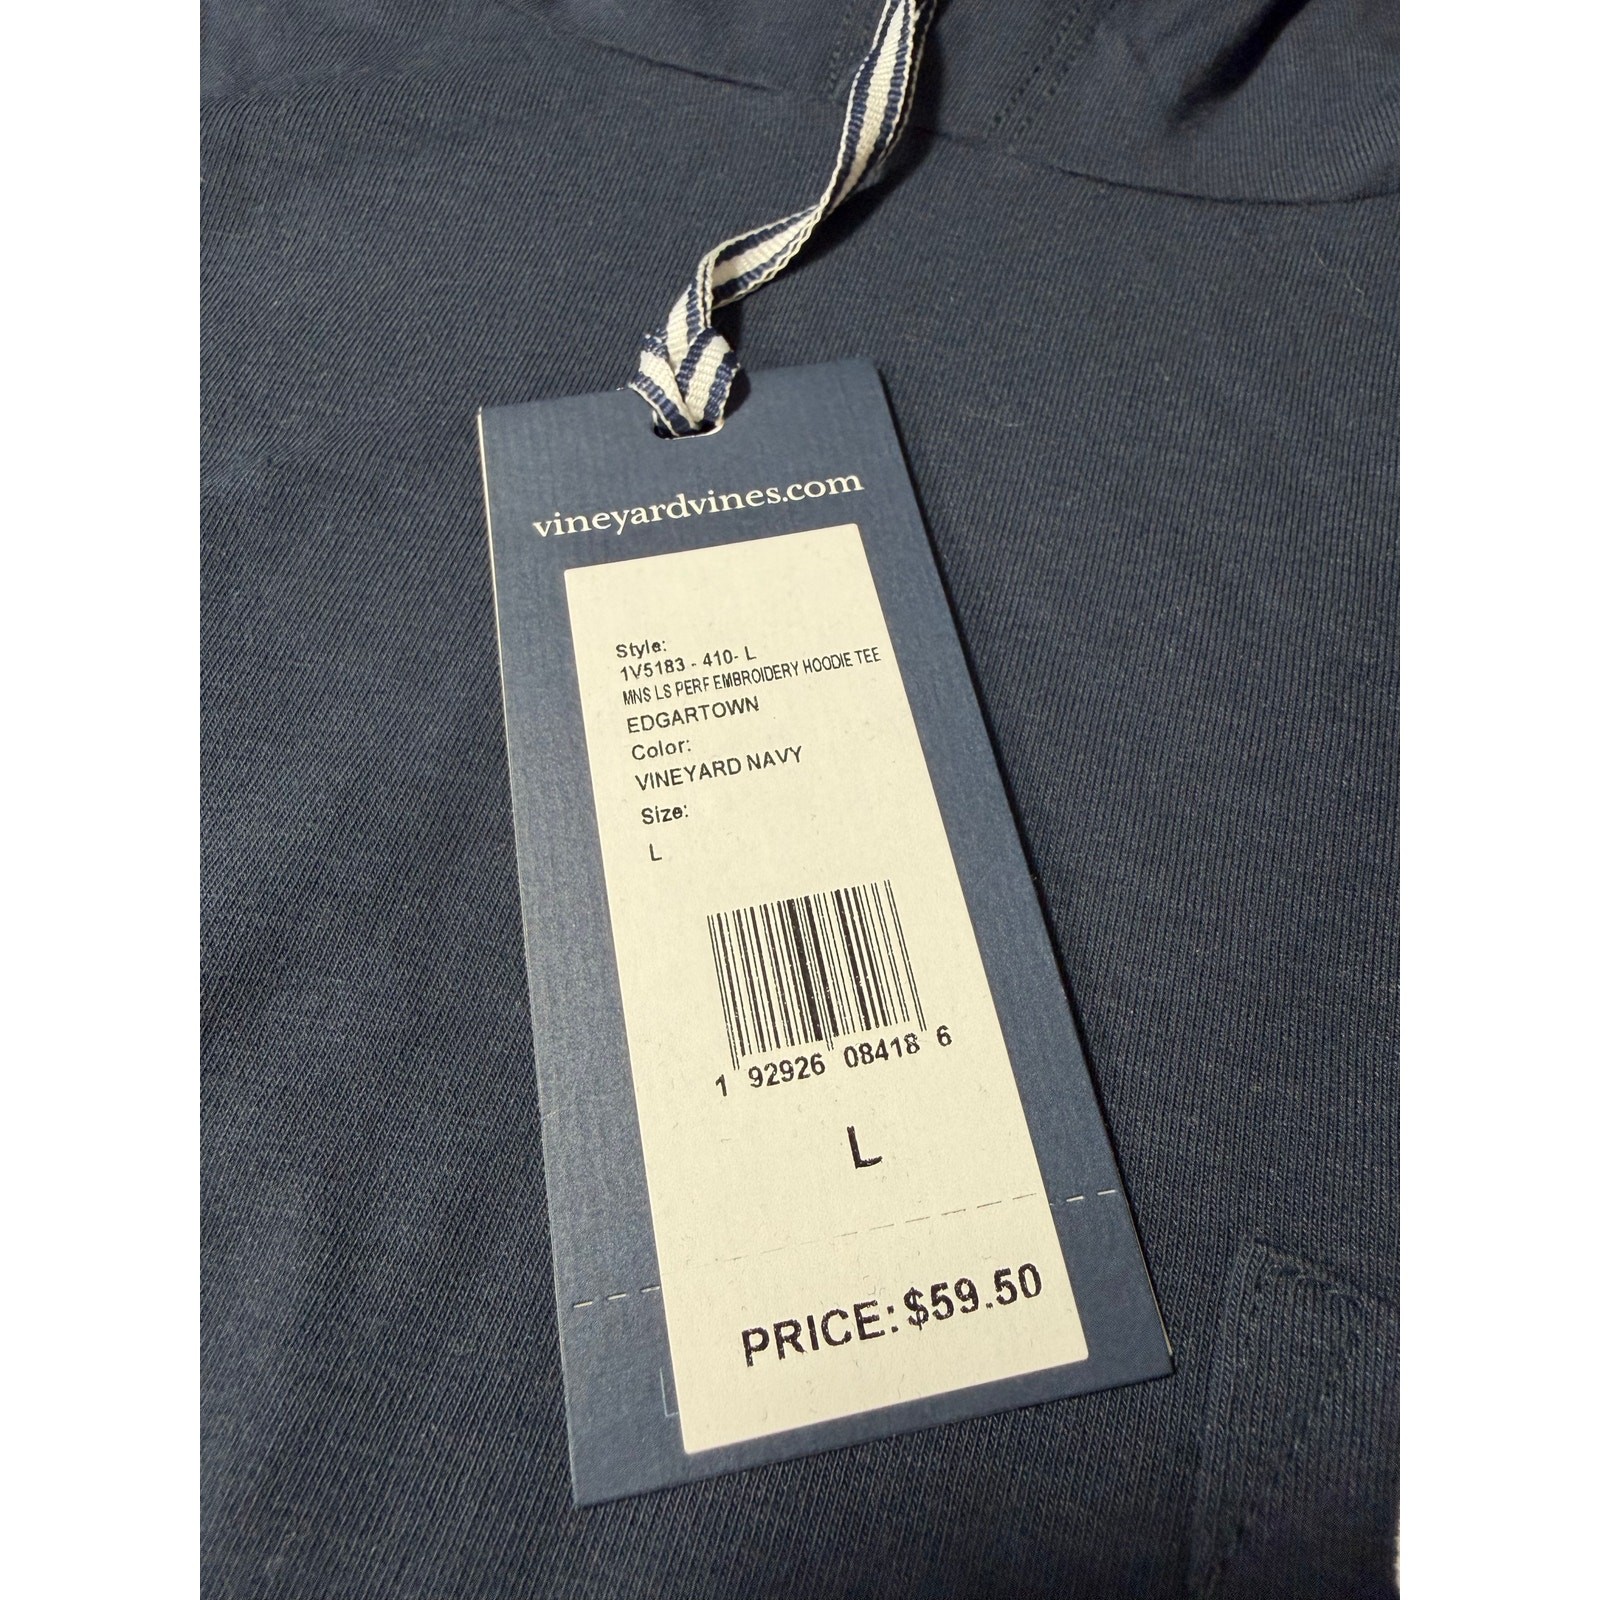 vineyardvines.com
Style:
1V5183 - 410- L
MNS LS PERF EMBROIDERY HOODIE TEE
EDGARTOWN
Color:
VINEYARD NAVY
Size:
L
1 92926 08418 6
L
PRICE: $59.50